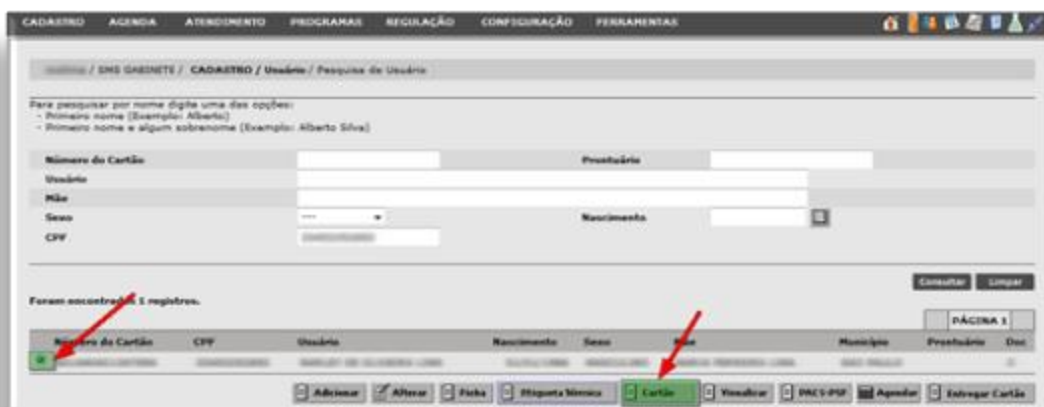 CADASTRO AGENDA ATENDIMENTO PROGRAMAS REGULAÇÃO CONFIGURAÇÃO FERRAMENTAS
/ SMS GABINETE / CADASTRO / Usuário / Pesquisa de Usuário
Para pesquisar por nome digite uma das opções:
- Primeiro nome (Exemplo: Alberto)
- Primeiro nome e algum sobrenome (Exemplo: Alberto Silva)
Número do Cartão Prontuário
Usuário
Mãe
Sexo --- Nascimento
CPF
Consultar Limpar
Foram encontrados 1 registros.
PÁGINA 1
Número do Cartão CPF Usuário Nascimento Sexo Mãe Município Prontuário Doc
Adicionar Alterar Ficha Etiqueta Térmica Cartão Visualizar PACS-PSF Agendar Entregar Cartão